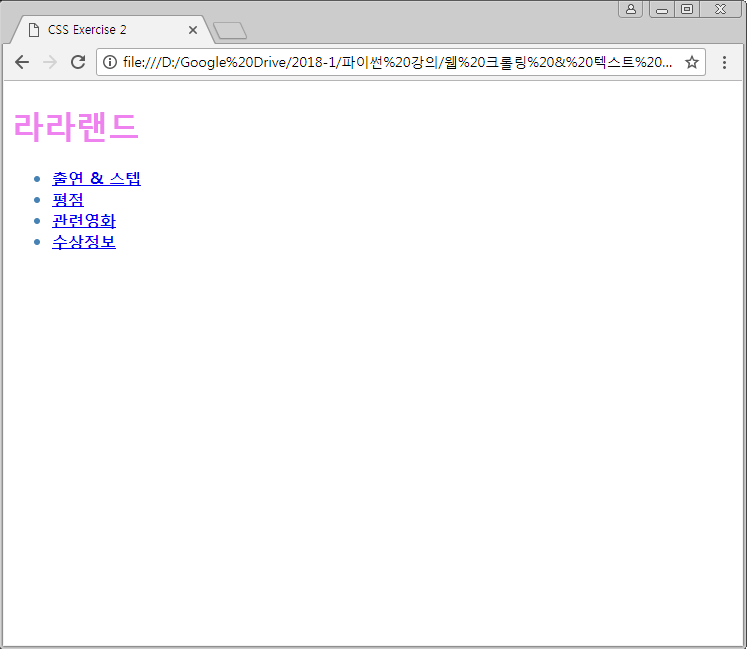 CSS Exercise 2
file:///D:/Google%20Drive/2018-1/파이썬%20강의/웹%20크롤링%20&%20텍스트%20...
라라랜드
출연 & 스텝
평점
관련영화
수상정보